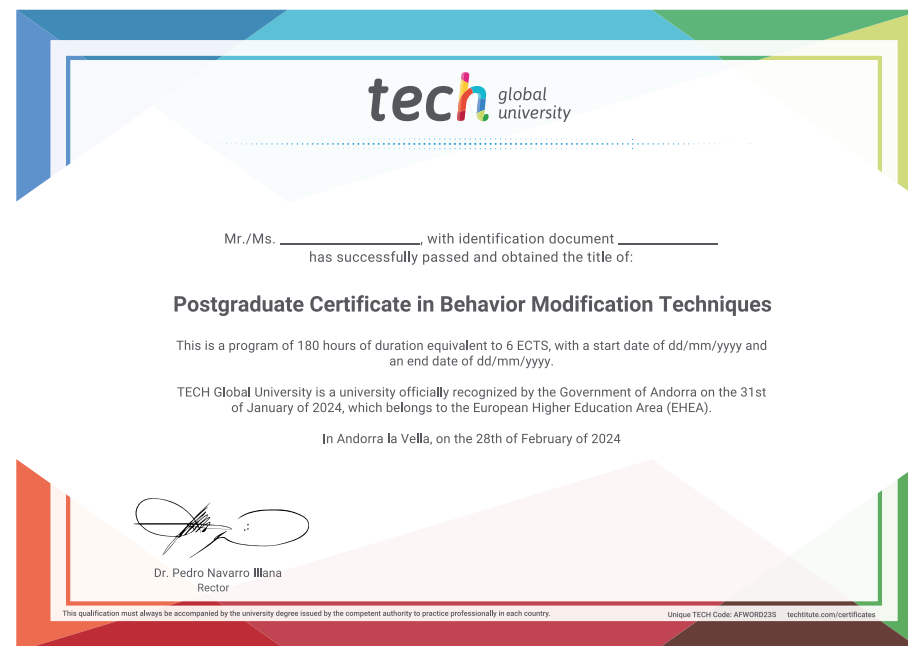 tech global
university
Mr./Ms. ____________, with identification document ____________
has successfully passed and obtained the title of:
Postgraduate Certificate in Behavior Modification Techniques
This is a program of 180 hours of duration equivalent to 6 ECTS, with a start date of dd/mm/yyyy and
an end date of dd/mm/yyyy.
TECH Global University is a university officially recognized by the Government of Andorra on the 31st
of January of 2024, which belongs to the European Higher Education Area (EHEA).
In Andorra la Vella, on the 28th of February of 2024
Dr. Pedro Navarro Illana
Rector
This qualification must always be accompanied by the university degree issued by the competent authority to practice professionally in each country.
Unique TECH Code: AFWORD23S techtitute.com/certificates